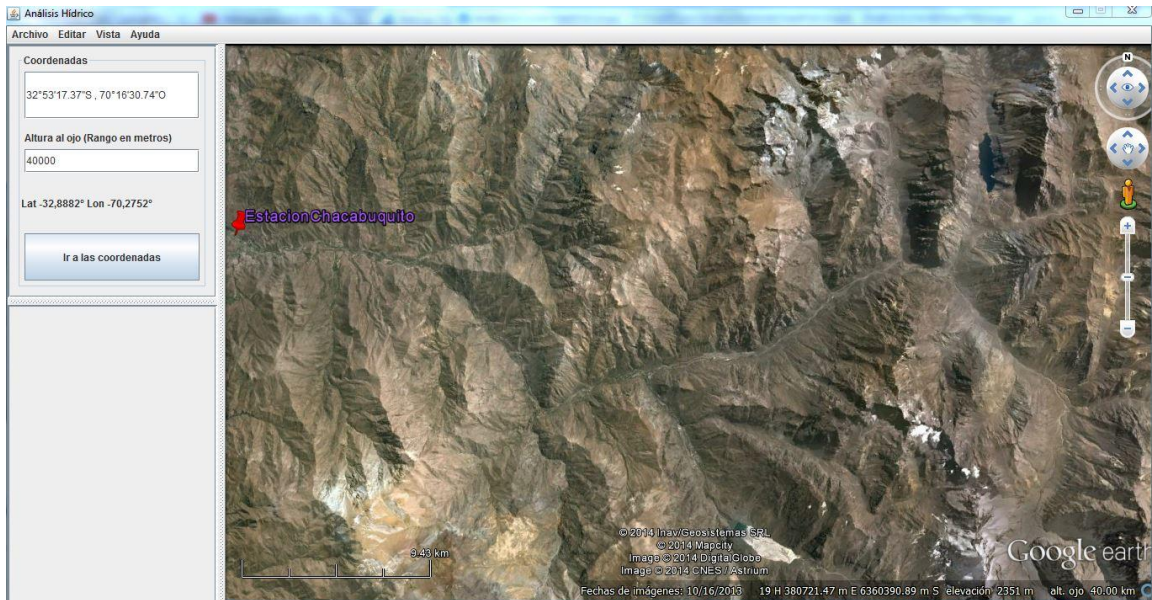 Análisis Hídrico
Archivo Editar Vista Ayuda
Coordenadas
32°53'17.37"S , 70°16'30.74"O
Altura al ojo (Rango en metros)
40000
Lat -32,8882° Lon -70,2752°
Ir a las coordenadas
EstacionChacabuquito
N
9.43 km
© 2014 Inav/Geosistemas SRL
© 2014 Mapcity
Image © 2014 DigitalGlobe
Image © 2014 CNES / Astrium
Google earth
Fechas de imágenes: 10/16/2013 19 H 380721.47 m E 6360390.89 m S elevación 2351 m alt. ojo 40.00 km